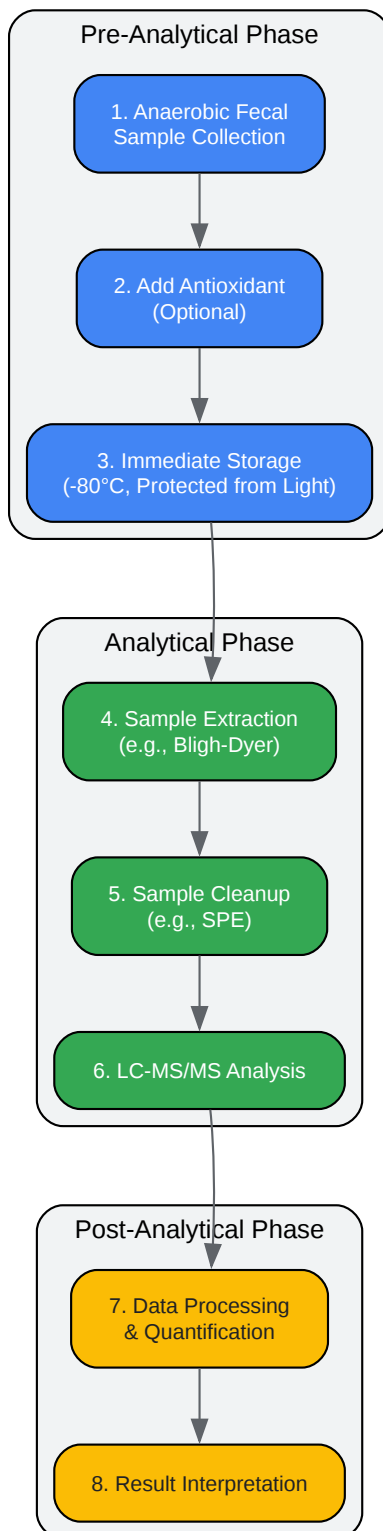 Pre-Analytical Phase
1. Anaerobic Fecal
Sample Collection
2. Add Antioxidant
(Optional)
3. Immediate Storage
(-80°C, Protected from Light)
Analytical Phase
4. Sample Extraction
(e.g., Bligh-Dyer)
5. Sample Cleanup
(e.g., SPE)
6. LC-MS/MS Analysis
Post-Analytical Phase
7. Data Processing
& Quantification
8. Result Interpretation